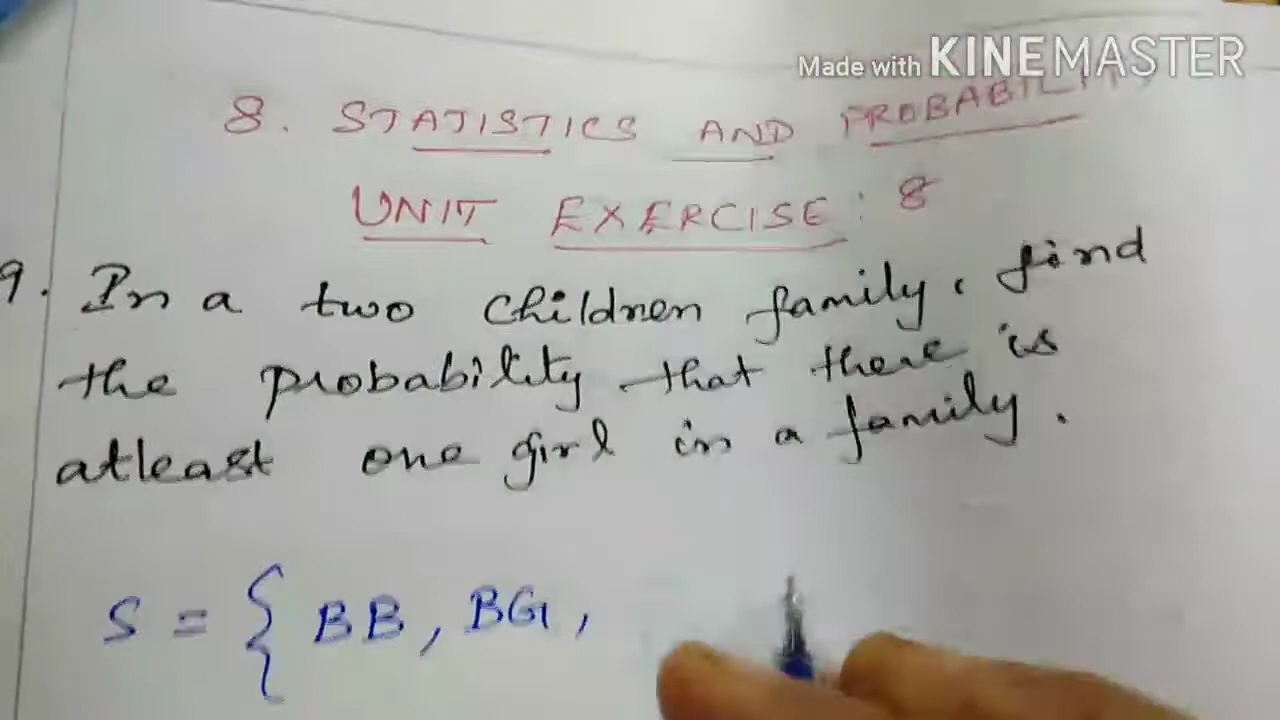 Made with KINEMASTER
8. STATISTICS AND PROBABILITY
UNIT EXERCISE: 8
9. In a two children family, find
the probability that there is
atleast one girl in a family.
S = { BB, BG,